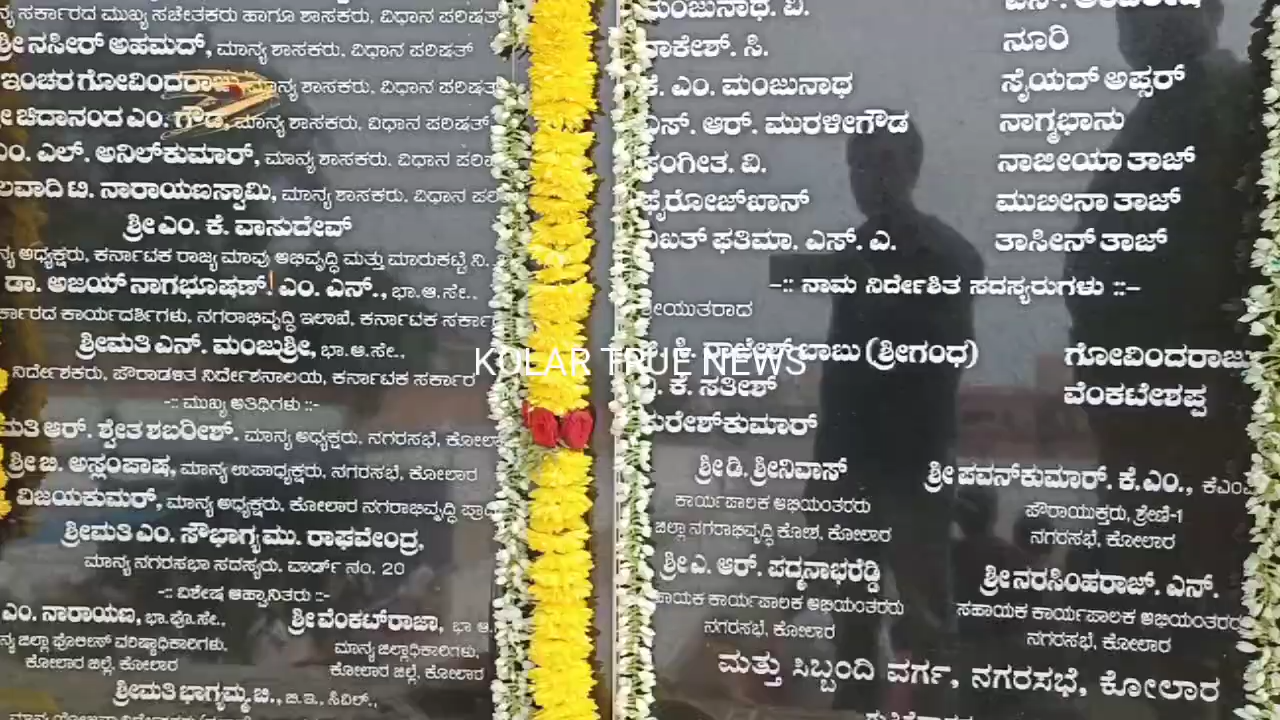 ನ್ಯ ಸರ್ಕಾರದ ಮುಖ್ಯ ಸಚೇತಕರು ಹಾಗೂ ಶಾಸಕರು, ವಿಧಾನ ಪರಿಷತ್
ಶ್ರೀ ನಸೀರ್ ಅಹಮದ್, ಮಾನ್ಯ ಶಾಸಕರು, ವಿಧಾನ ಪರಿಷತ್
ಇಂಚರ ಗೋವಿಂದರಾಜು, ಮಾನ್ಯ ಶಾಸಕರು, ವಿಧಾನ ಪರಿಷತ್
ಚಿದಾನಂದ ಎಂ. ಗೌಡ, ಮಾನ್ಯ ಶಾಸಕರು, ವಿಧಾನ ಪರಿಷತ್
ಎಂ. ಎಲ್. ಅನಿಲ್‌ಕುಮಾರ್, ಮಾನ್ಯ ಶಾಸಕರು, ವಿಧಾನ ಪರಿಷ
ಲವಾದಿ ಟಿ. ನಾರಾಯಣಸ್ವಾಮಿ, ಮಾನ್ಯ ಶಾಸಕರು, ವಿಧಾನ ಪರಿ
ಶ್ರೀ ಎಂ. ಕೆ. ವಾಸುದೇವ್
ನ್ಯ ಅಧ್ಯಕ್ಷರು, ಕರ್ನಾಟಕ ರಾಜ್ಯ ಮಾವು ಅಭಿವೃದ್ಧಿ ಮತ್ತು ಮಾರುಕಟ್ಟೆ ನಿ.
ಡಾ. ಅಜಯ್ ನಾಗಭೂಷಣ್. ಎಂ. ಎನ್., ಭಾ.ಆ.ಸೇ.,
ರ್ಕಾರದ ಕಾರ್ಯದರ್ಶಿಗಳು, ನಗರಾಭಿವೃದ್ಧಿ ಇಲಾಖೆ, ಕರ್ನಾಟಕ ಸರ್ಕಾ
ಶ್ರೀಮತಿ ಎನ್. ಮಂಜುಶ್ರೀ, ಭಾ.ಆ.ಸೇ.,
ನಿರ್ದೇಶಕರು, ಪೌರಾಡಳಿತ ನಿರ್ದೇಶನಾಲಯ, ಕರ್ನಾಟಕ ಸರ್ಕಾರ
-:: ಮುಖ್ಯ ಅತಿಥಿಗಳು ::-
ಮತಿ ಆರ್. ಶ್ವೇತ ಶಬರೀಶ್. ಮಾನ್ಯ ಅಧ್ಯಕ್ಷರು, ನಗರಸಭೆ, ಕೋಲಾ
ಶ್ರೀ ಬಿ. ಅಸ್ಲಂಪಾಷ, ಮಾನ್ಯ ಉಪಾಧ್ಯಕ್ಷರು, ನಗರಸಭೆ, ಕೋಲಾರ
ವಿಜಯಕುಮರ್, ಮಾನ್ಯ ಅಧ್ಯಕ್ಷರು, ಕೋಲಾರ ನಗರಾಭಿವೃದ್ಧಿ ಪ್ರಾಧಿ
ಶ್ರೀಮತಿ ಎಂ. ಸೌಭಾಗ್ಯ ಮು. ರಾಘವೇಂದ್ರ,
ಮಾನ್ಯ ನಗರಸಭಾ ಸದಸ್ಯರು, ವಾರ್ಡ್ ನಂ. 20
-:: ವಿಶೇಷ ಆಹ್ವಾನಿತರು ::-
ಎಂ. ನಾರಾಯಣ, ಭಾ.ಪೊ.ಸೇ., ಶ್ರೀ ವೆಂಕಟ್‌ರಾಜಾ, ಭಾ ಆ.
ನ್ಯ ಜಿಲ್ಲಾ ಪೊಲೀಸ್ ವರಿಷ್ಠಾಧಿಕಾರಿಗಳು, ಮಾನ್ಯ ಜಿಲ್ಲಾಧಿಕಾರಿಗಳು,
ಕೋಲಾರ ಜಿಲ್ಲೆ, ಕೋಲಾರ ಕೋಲಾರ ಜಿಲ್ಲೆ, ಕೋಲಾರ
ಶ್ರೀಮತಿ ಭಾಗ್ಯಮ್ಮ ಬಿ., ಬಿ.ಇ., ಸಿವಿಲ್.,
ಮಂಜುನಾಥ. ವಿ.
ರಾಕೇಶ್. ಸಿ. ನೂರಿ
ಕೆ. ಎಂ. ಮಂಜುನಾಥ ಸೈಯದ್ ಅಫ್ಸರ್
ಎಸ್. ಆರ್. ಮುರಳೀಗೌಡ ನಾಗ್ಮಭಾನು
ಸಂಗೀತ. ವಿ. ನಾಜೀಯಾ ತಾಜ್
ಫೈರೋಜ್‌ಖಾನ್ ಮುಬೀನಾ ತಾಜ್
ನಿಖತ್ ಫತಿಮಾ. ಎಸ್. ಎ. ತಾಸೀನ್ ತಾಜ್
-:: ನಾಮ ನಿರ್ದೇಶಿತ ಸದಸ್ಯರುಗಳು ::-
ಶ್ರೀಯುತರಾದ
ರಾಜೇಶ್ ಬಾಬು (ಶ್ರೀಗಂಧ) ಗೋವಿಂದರಾಜು
ಕೆ. ಸತೀಶ್ ವೆಂಕಟೇಶಪ್ಪ
ಸುರೇಶ್‌ಕುಮಾರ್
ಶ್ರೀ ಡಿ. ಶ್ರೀನಿವಾಸ್ ಶ್ರೀ ಪವನ್‌ಕುಮಾರ್. ಕೆ.ಎಂ., ಕೆಎಂ
ಕಾರ್ಯಪಾಲಕ ಅಭಿಯಂತರರು ಪೌರಾಯುಕ್ತರು, ಶ್ರೇಣಿ-1
ಜಿಲ್ಲಾ ನಗರಾಭಿವೃದ್ಧಿ ಕೋಶ, ಕೋಲಾರ ನಗರಸಭೆ, ಕೋಲಾರ
ಶ್ರೀ ಎ. ಆರ್. ಪದ್ಮನಾಭರೆಡ್ಡಿ ಶ್ರೀ ನರಸಿಂಹರಾಜ್. ಎನ್.
ಹಾಯಕ ಕಾರ್ಯಪಾಲಕ ಅಭಿಯಂತರರು ಸಹಾಯಕ ಕಾರ್ಯಪಾಲಕ ಅಭಿಯಂತರರ
ನಗರಸಭೆ, ಕೋಲಾರ ನಗರಸಭೆ, ಕೋಲಾರ
ಮತ್ತು ಸಿಬ್ಬಂದಿ ವರ್ಗ, ನಗರಸಭೆ, ಕೋಲಾರ
KOLAR TRUE NEWS